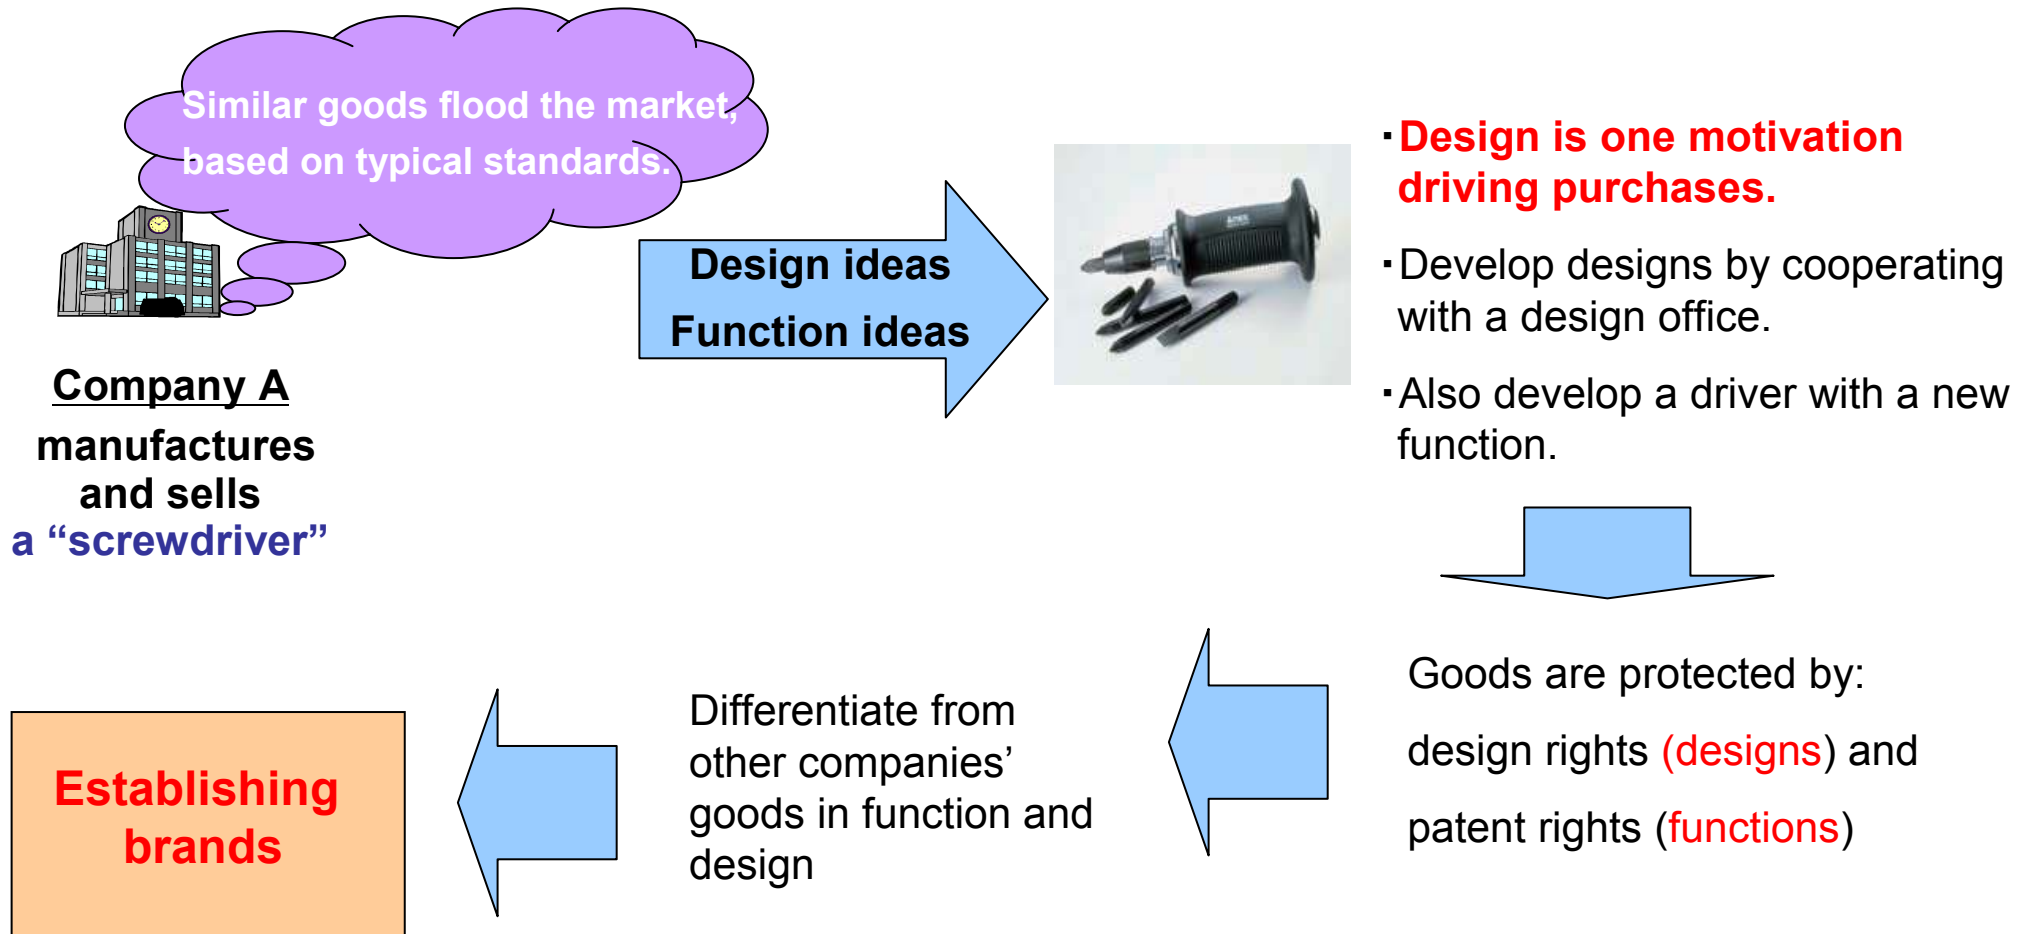 Similar goods flood the market,
based on typical standards.
Company A
manufactures
and sells
a “screwdriver”
Design ideas
Function ideas
・Design is one motivation
driving purchases.
・Develop designs by cooperating
with a design office.
・Also develop a driver with a new
function.
Goods are protected by:
design rights (designs) and
patent rights (functions)
Differentiate from
other companies’
goods in function and
design
Establishing
brands